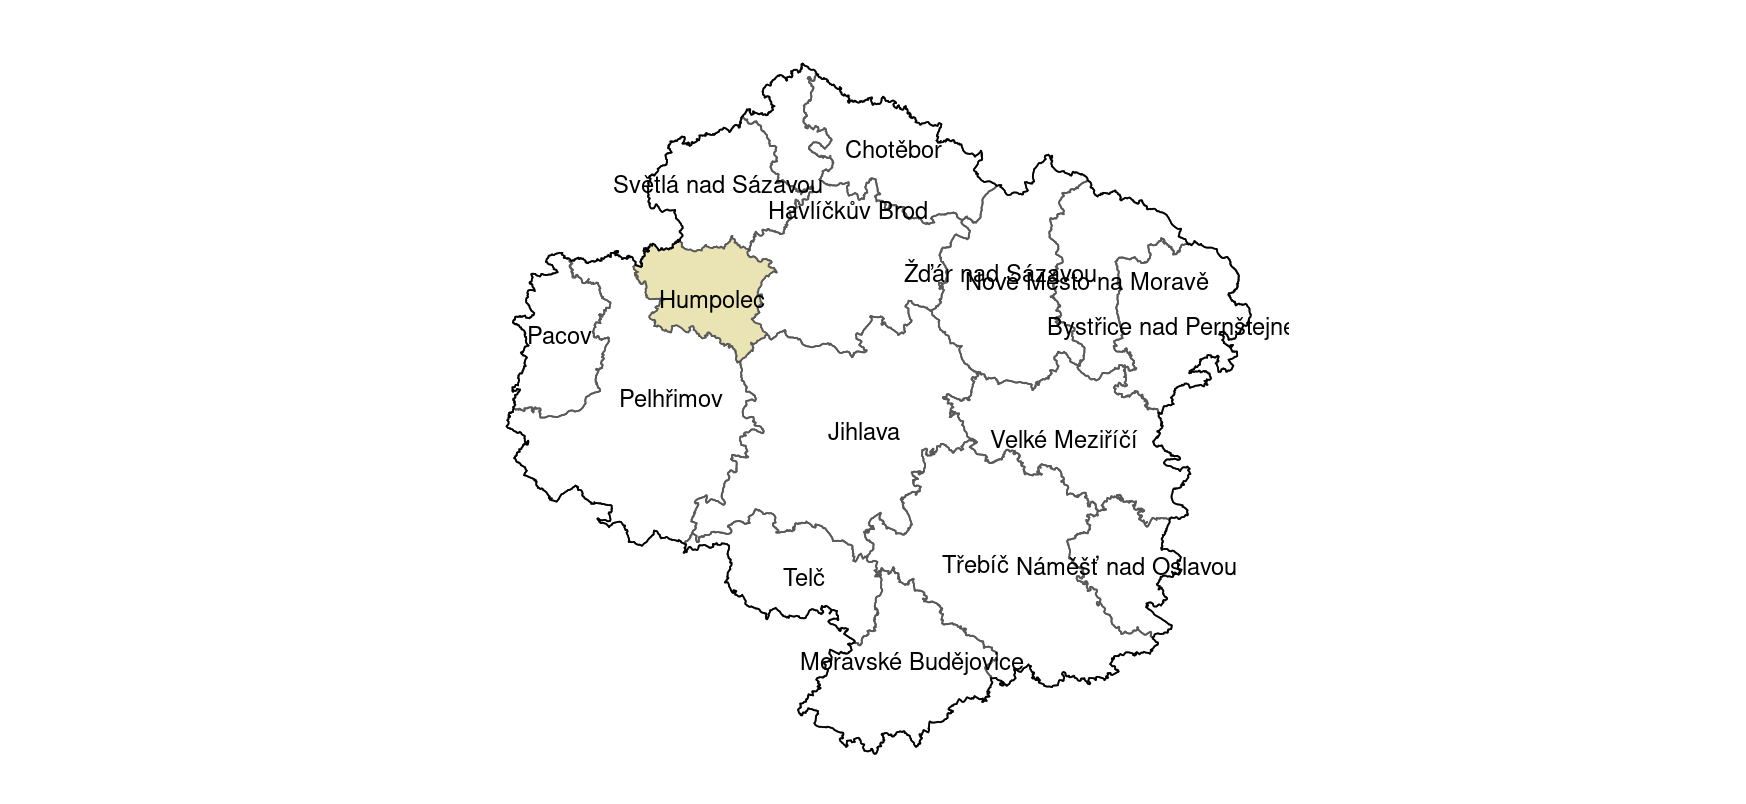 Chotěboř
Světlá nad Sázavou
Havlíčkův Brod
Žďár nad Sázavou
Nové Město na Moravě
Humpolec
Bystřice nad Pernštejne
Pacov
Pelhřimov
Jihlava
Velké Meziříčí
Třebíč
Náměšť nad Oslavou
Telč
Moravské Budějovice